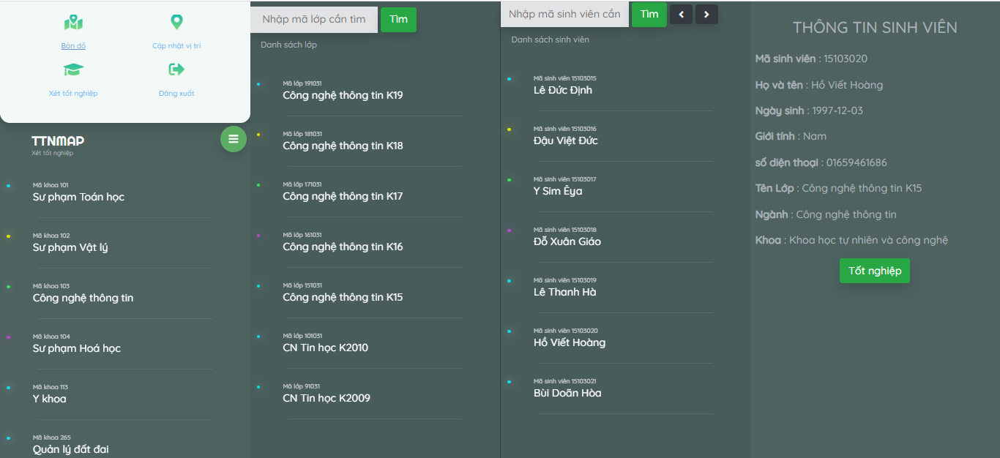 Bản đồ
Cập nhật vị trí
Xét tốt nghiệp
Đăng xuất
TTNMAP
Xét tốt nghiệp
Mã khoa 101
Sư phạm Toán học
Mã khoa 102
Sư phạm Vật lý
Mã khoa 103
Công nghệ thông tin
Mã khoa 104
Sư phạm Hoá học
Mã khoa 113
Y khoa
Mã khoa 265
Quản lý đất đai
Nhập mã lớp cần tìm
Tìm
Danh sách lớp
Mã lớp 191031
Công nghệ thông tin K19
Mã lớp 181031
Công nghệ thông tin K18
Mã lớp 171031
Công nghệ thông tin K17
Mã lớp 161031
Công nghệ thông tin K16
Mã lớp 151031
Công nghệ thông tin K15
Mã lớp 101031
CN Tin học K2010
Mã lớp 91031
CN Tin học K2009
Nhập mã sinh viên cần
Tìm
Danh sách sinh viên
Mã sinh viên 15103015
Lê Đức Định
Mã sinh viên 15103016
Đậu Việt Đức
Mã sinh viên 15103017
Y Sim Êya
Mã sinh viên 15103018
Đỗ Xuân Giáo
Mã sinh viên 15103019
Lê Thanh Hà
Mã sinh viên 15103020
Hồ Viết Hoàng
Mã sinh viên 15103021
Bùi Doãn Hòa
THÔNG TIN SINH VIÊN
Mã sinh viên : 15103020
Họ và tên : Hồ Viết Hoàng
Ngày sinh : 1997-12-03
Giới tính : Nam
số diện thoại : 01659461686
Tên Lớp : Công nghệ thông tin K15
Ngành : Công nghệ thông tin
Khoa : Khoa học tự nhiên và công nghệ
Tốt nghiệp